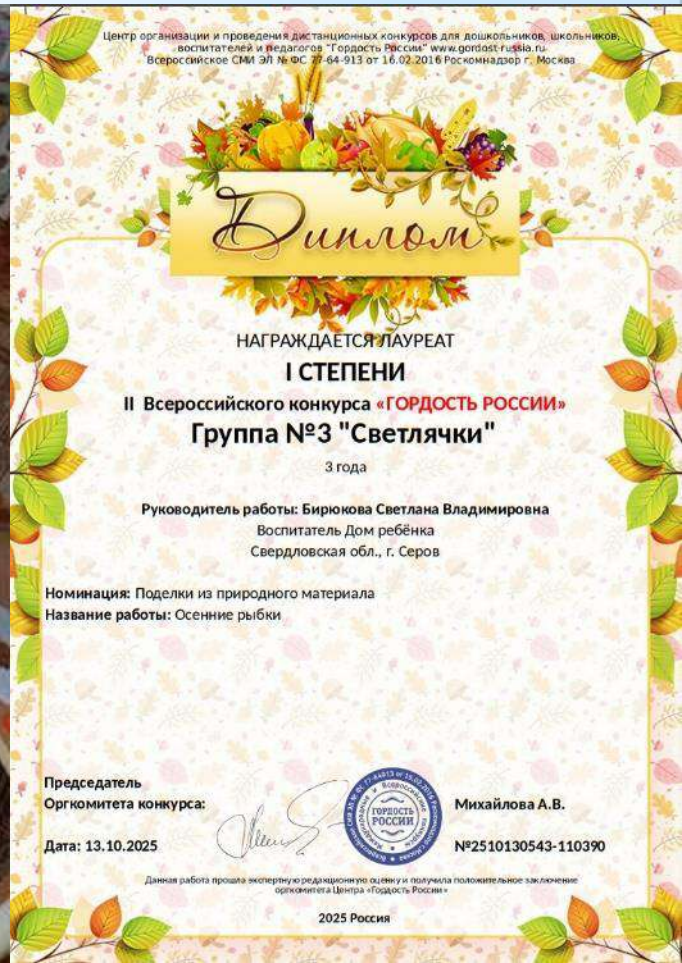 Центр организации и проведения дистанционных конкурсов для дошкольников, школьников,
воспитателей и педагогов "Гордость России" www.gordost-russia.ru.
Всероссийское СМИ ЭЛ № ФС 77-64-913 от 16.02.2016 Роскомнадзор г. Москва
Диплом
НАГРАЖДАЕТСЯ ЛАУРЕАТ
I СТЕПЕНИ
II Всероссийского конкурса «ГОРДОСТЬ РОССИИ»
Группа №3 "Светлячки"
3 года
Руководитель работы: Бирюкова Светлана Владимировна
Воспитатель Дом ребёнка
Свердловская обл., г. Серов
Номинация: Поделки из природного материала
Название работы: Осенние рыбки
Председатель
Оргкомитета конкурса:
Михайлова А.В.
ГОРДОСТЬ
РОССИИ
Дата: 13.10.2025
№2510130543-110390
Данная работа прошла экспертную редакционную оценку и получила положительное заключение
оргкомитета Центра «Гордость России»
2025 Россия